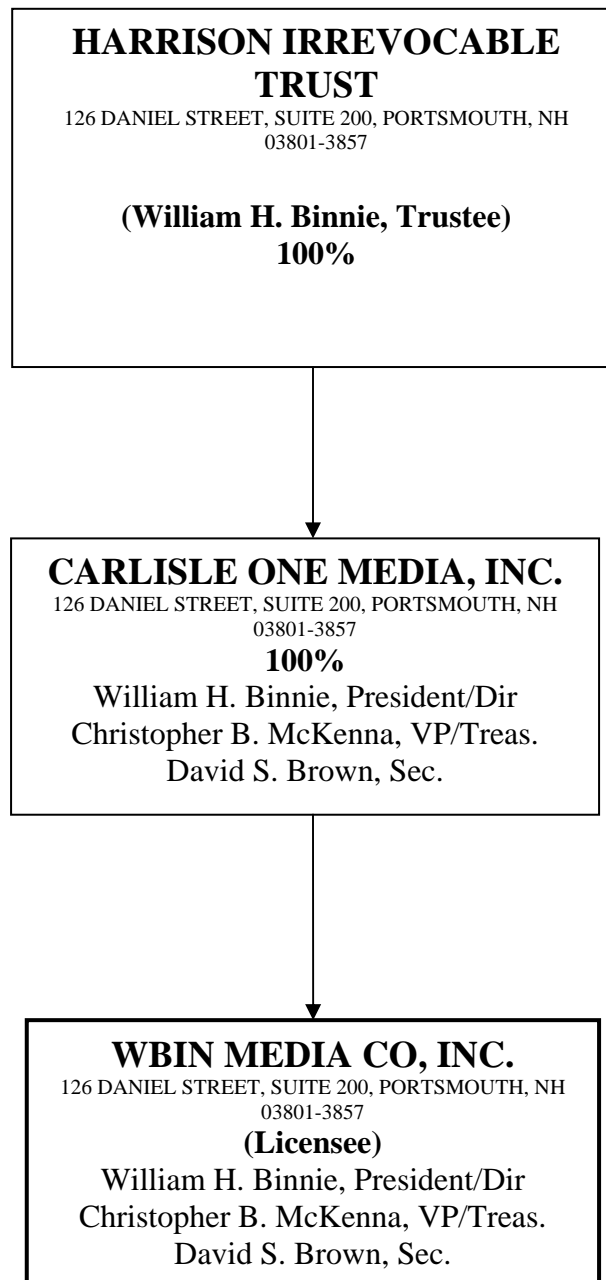 HARRISON IRREVOCABLE
TRUST
126 DANIEL STREET, SUITE 200, PORTSMOUTH, NH
03801-3857
(William H. Binnie, Trustee)
100%
CARLISLE ONE MEDIA, INC.
126 DANIEL STREET, SUITE 200, PORTSMOUTH, NH
03801-3857
100%
William H. Binnie, President/Dir
Christopher B. McKenna, VP/Treas.
David S. Brown, Sec.
WBIN MEDIA CO, INC.
126 DANIEL STREET, SUITE 200, PORTSMOUTH, NH
03801-3857
(Licensee)
William H. Binnie, President/Dir
Christopher B. McKenna, VP/Treas.
David S. Brown, Sec.